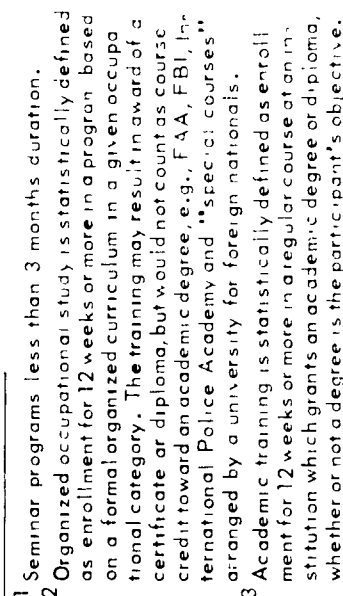 1 Seminar programs less than 3 months duration.
2 Organized occupational study is statistically defined
as enrollment for 12 weeks or more in a program based
on a formal organized curriculum in a given occupa
tional category. The training may result in award of a
certificate or diploma, but would not count as course
credit toward an academic degree, e.g., FAA, FBI, In-
ternational Police Academy and "special courses"
arranged by a university for foreign nationals.
3 Academic training is statistically defined as enroll
ment for 12 weeks or more in a regular course at an in-
stitution which grants an academic degree or diploma,
whether or not a degree is the participant's objective.